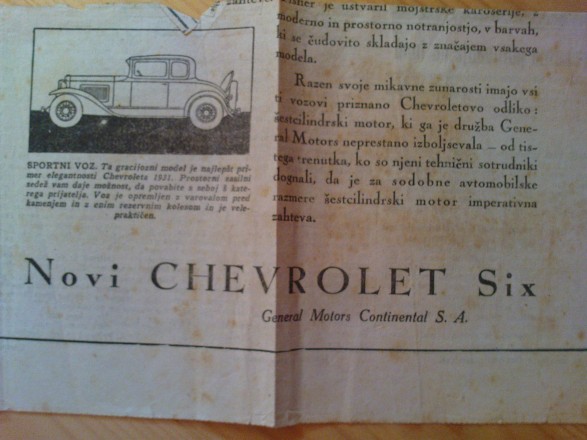 je ustvaril mojstrske karoserije, z
moderno in prostorno notranjostjo, v barvah,
ki se čudovito skladajo z značajem vsakega
modela.
Razen svoje mikavne zunanosti imajo vsi
ti vozovi priznano Chevroletovo odliko:
šestcilindrski motor, ki ga je družba Gene-
ral Motors neprestano izboljševala — od tis-
tega trenutka, ko so njeni tehnični sotrudniki
dognali, da je za sodobne avtomobilske
razmere šestcilindrski motor imperativna
zahteva.
SPORTNI VOZ. Ta gracijozni model je najlepši pri-
mer elegantnosti Chevroleta 1931. Prostorni zasilni
sedež vam daje možnost, da povabite s seboj š kate-
rega prijatelja. Voz je opremljen z varovalom pred
kamenjem in z enim rezervnim kolesom in je vele-
praktičen.
Novi CHEVROLET Six
General Motors Continental S. A.